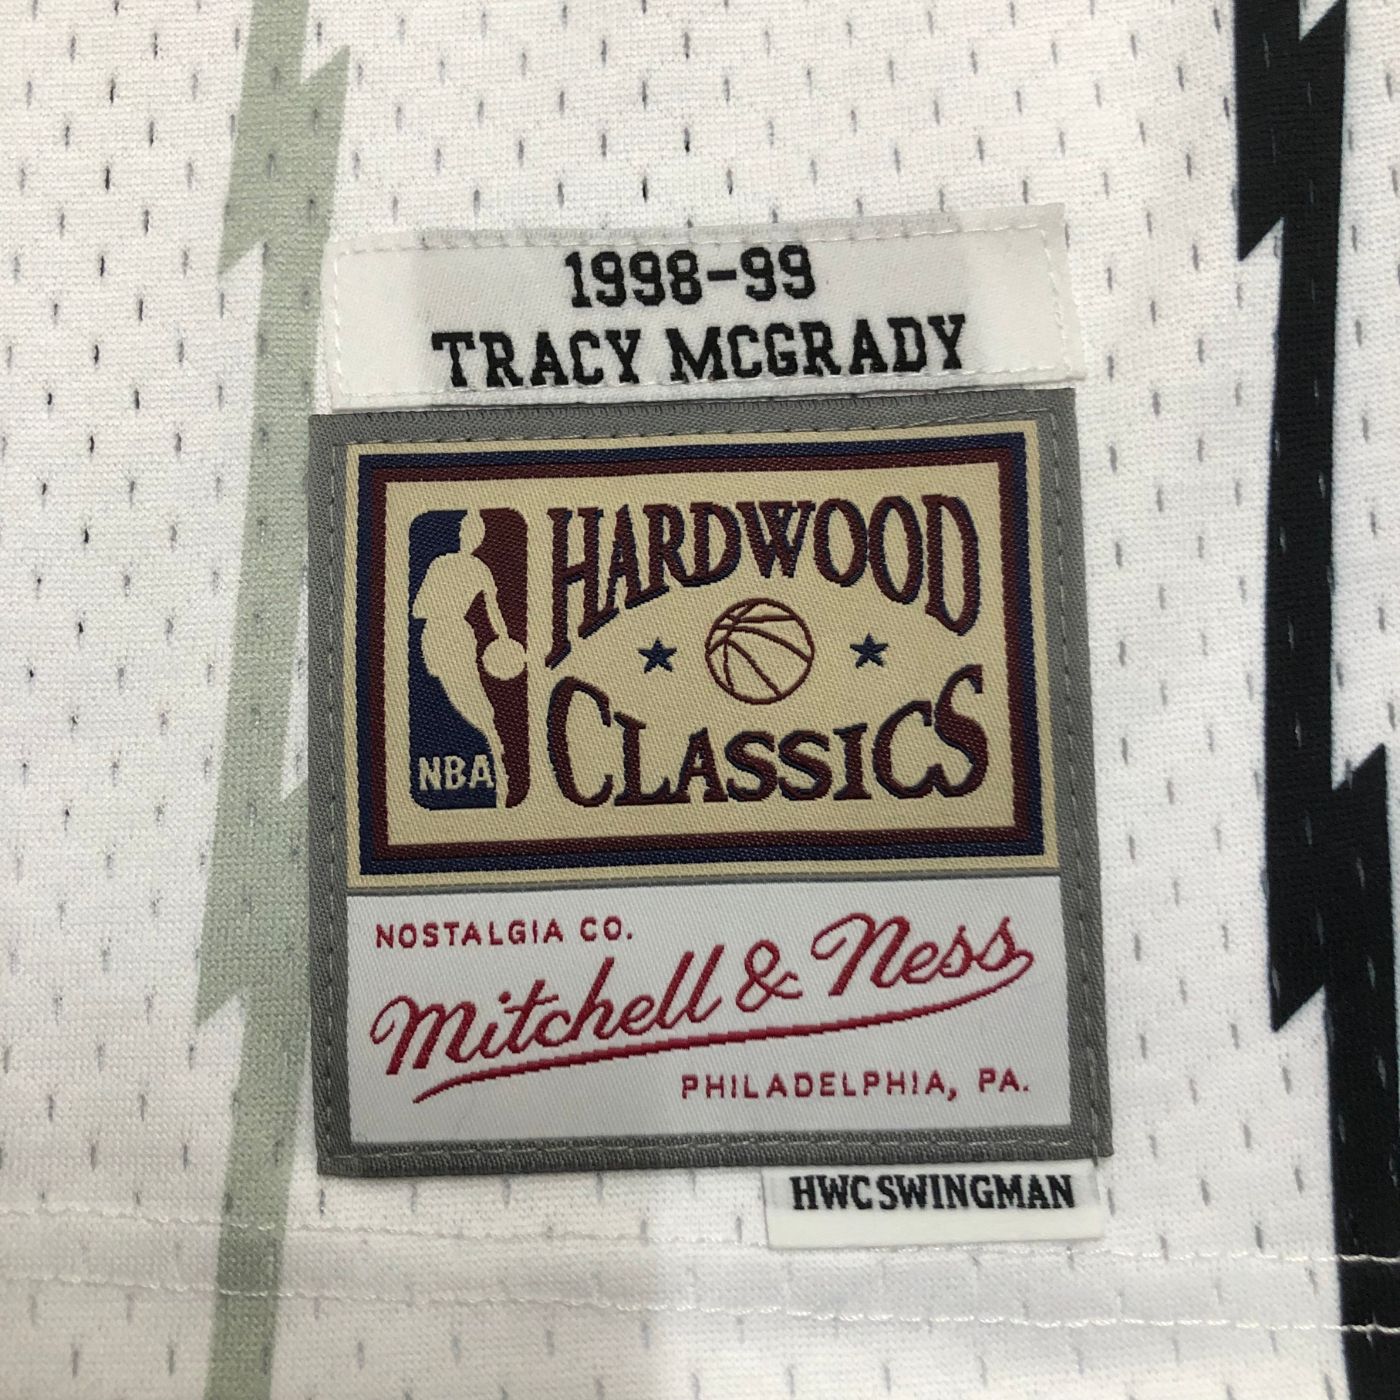 1998-99
TRACY MCGRADY
HARDWOOD
CLASSICS
NBA
NOSTALGIA CO.
Mitchell & Ness
PHILADELPHIA, PA.
HWC SWINGMAN